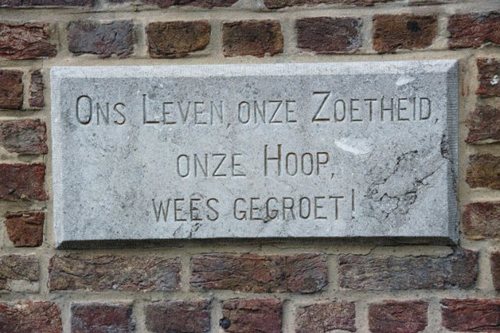 Ons Leven, onze Zoetheid,
onze Hoop,
wees gegroet!